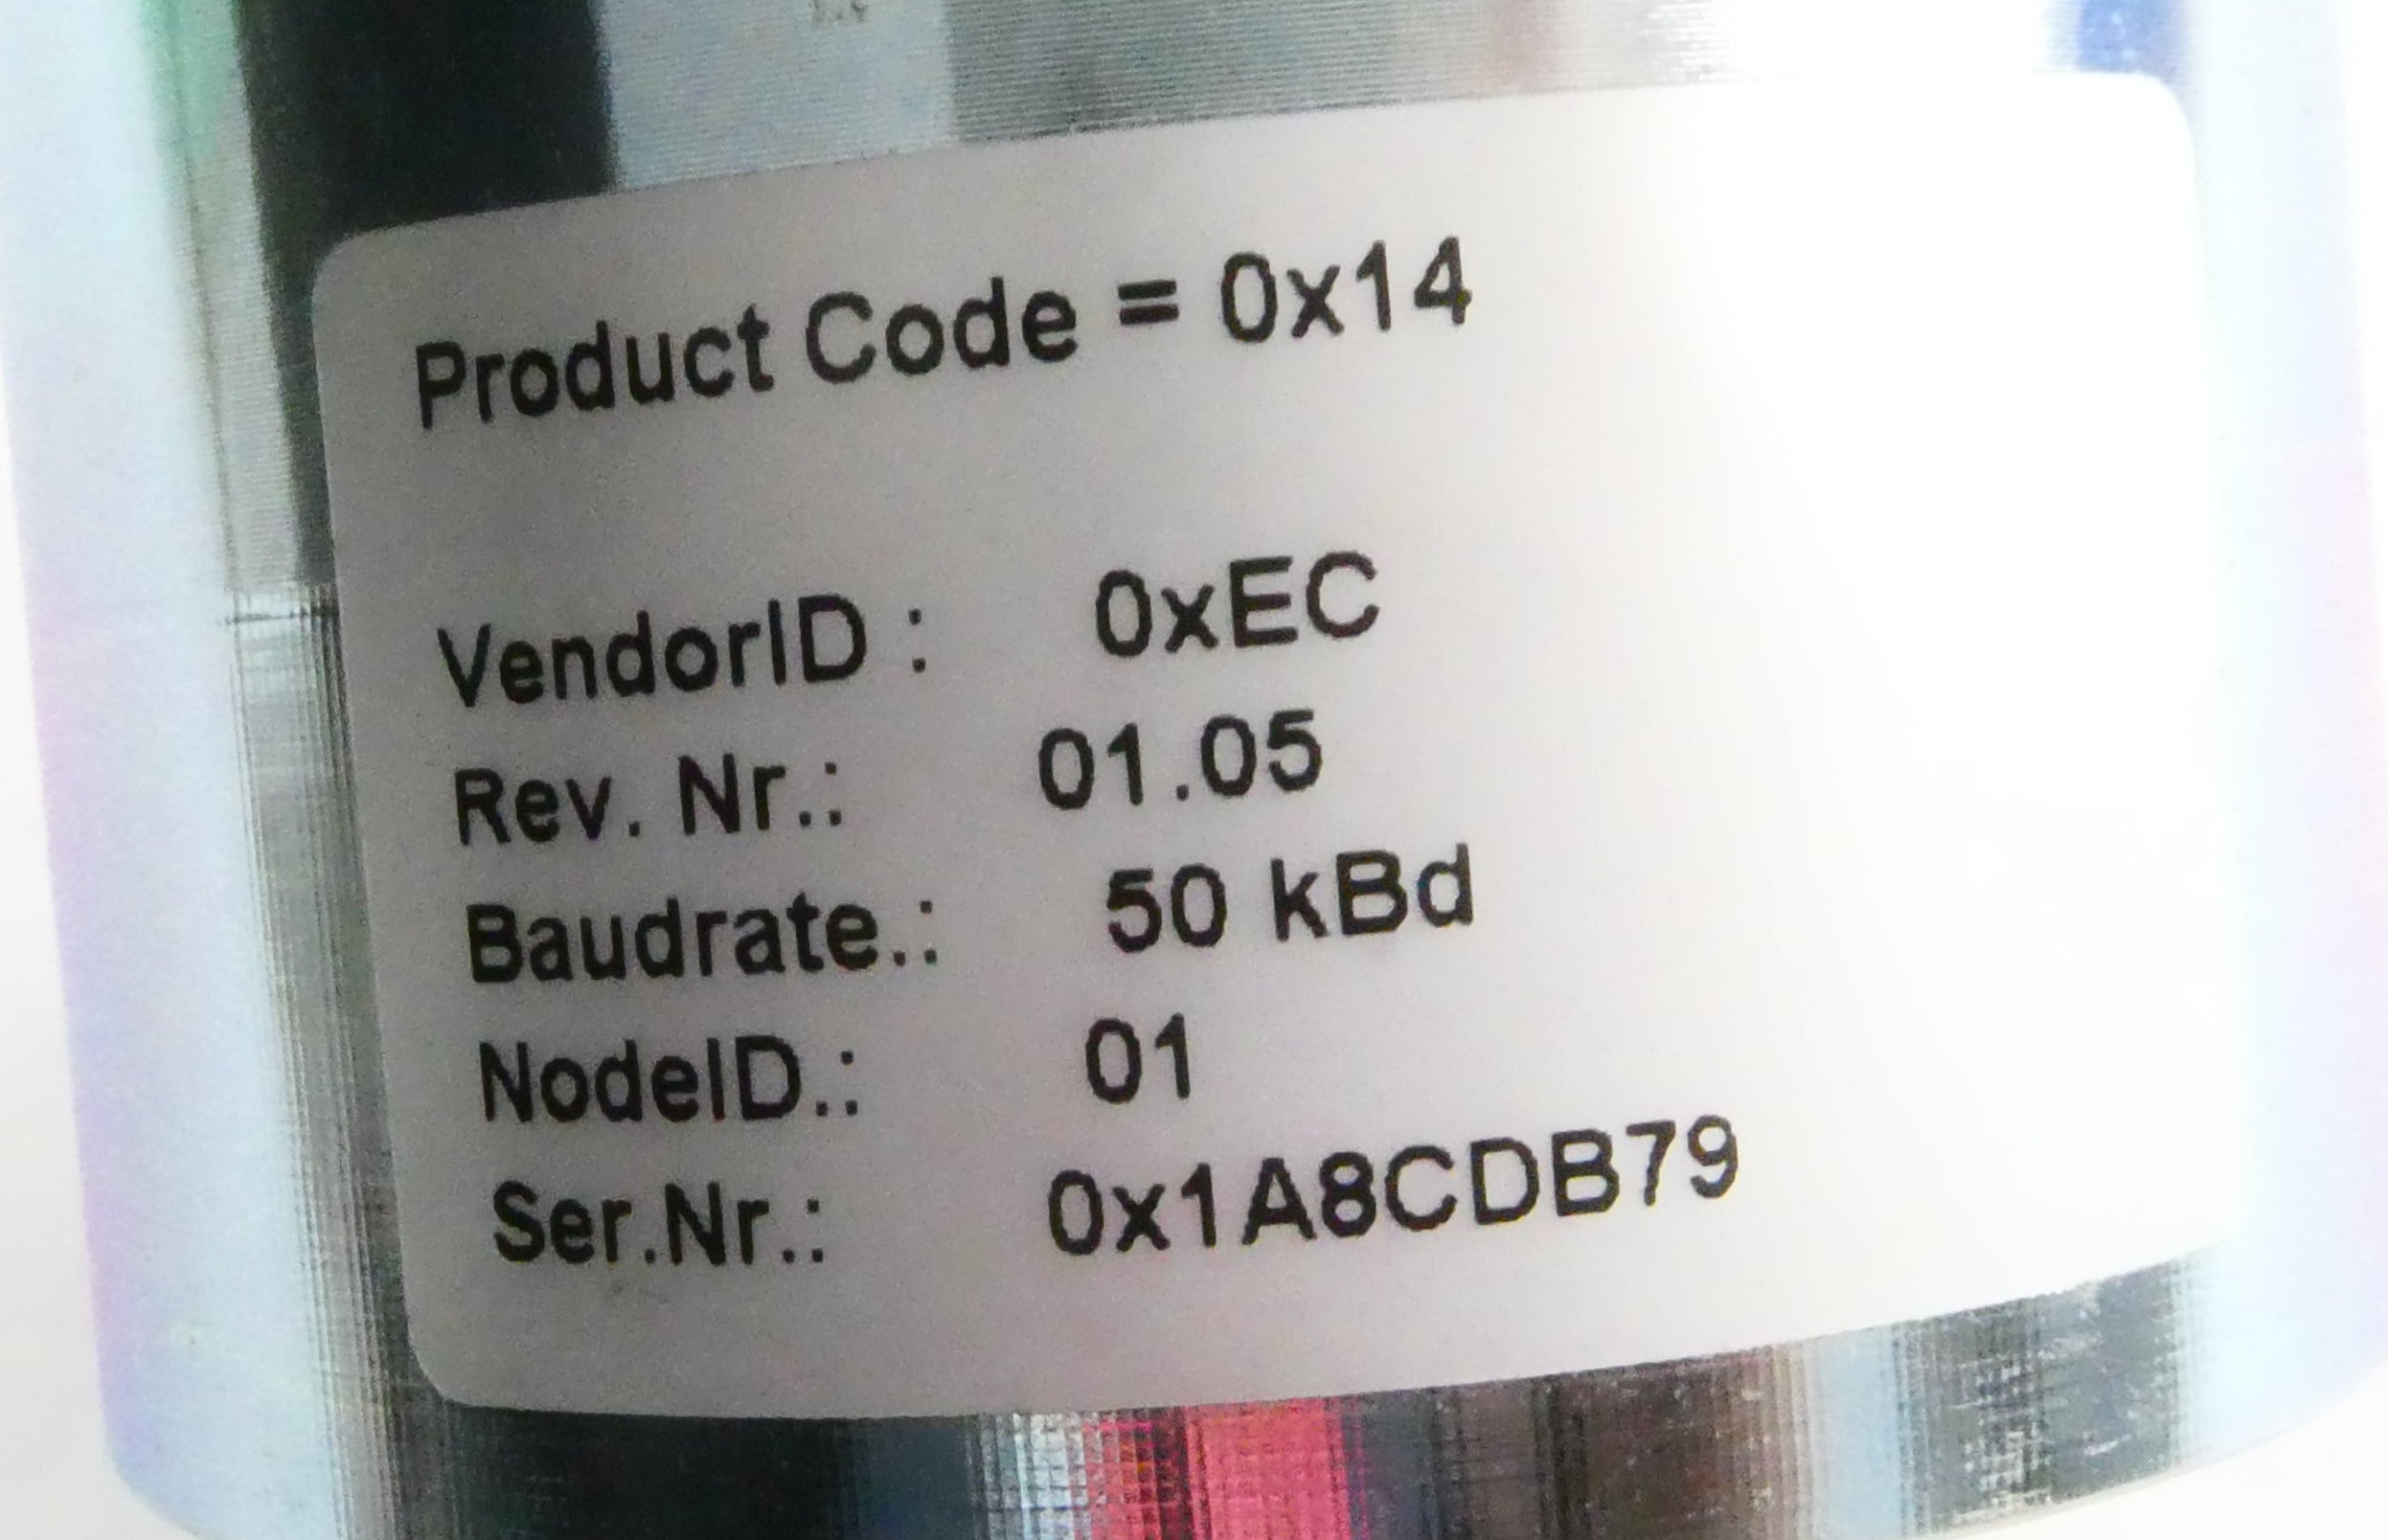 Product Code = 0x14
VendorID : 0xEC
Rev. Nr.: 01.05
Baudrate.: 50 kBd
NodeID.: 01
Ser.Nr.: 0x1A8CDB79